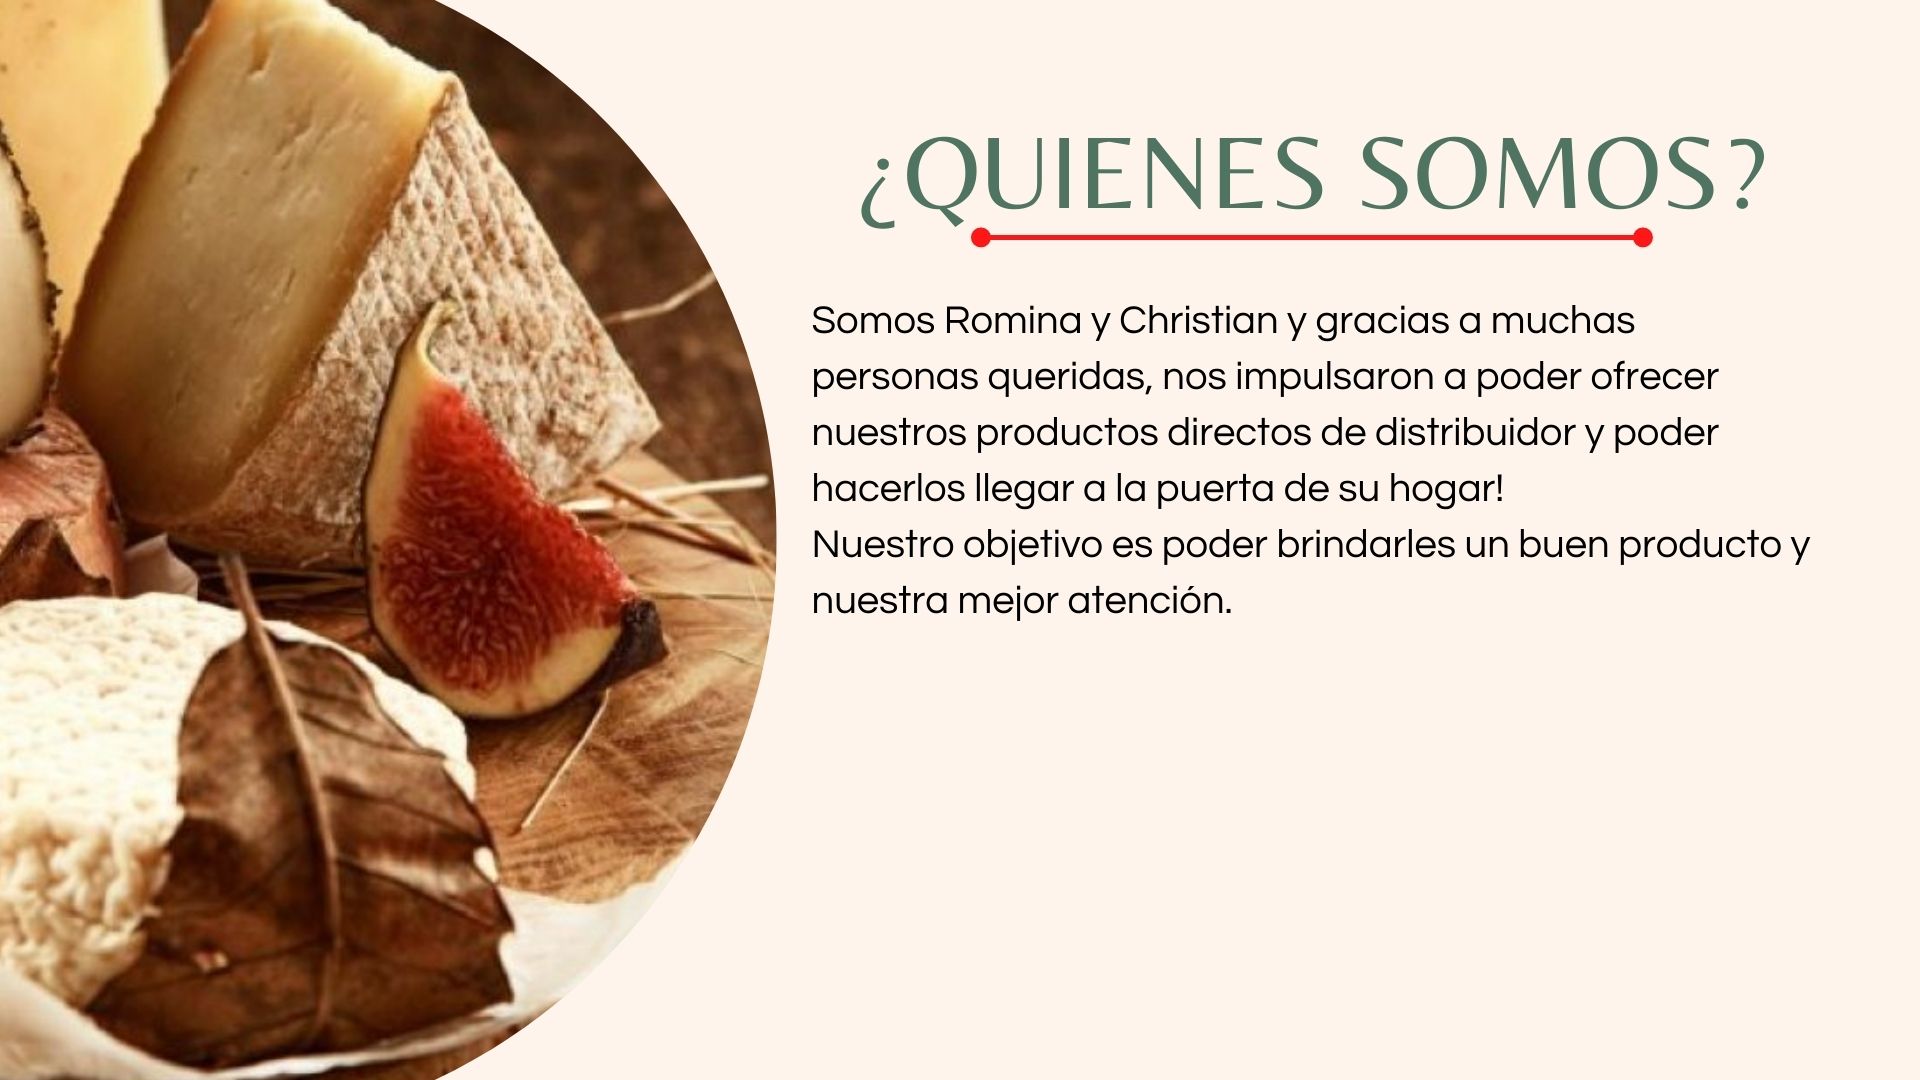 ¿QUIENES SOMOS?
Somos Romina y Christian y gracias a muchas
personas queridas, nos impulsaron a poder ofrecer
nuestros productos directos de distribuidor y poder
hacerlos llegar a la puerta de su hogar!
Nuestro objetivo es poder brindarles un buen producto y
nuestra mejor atención.